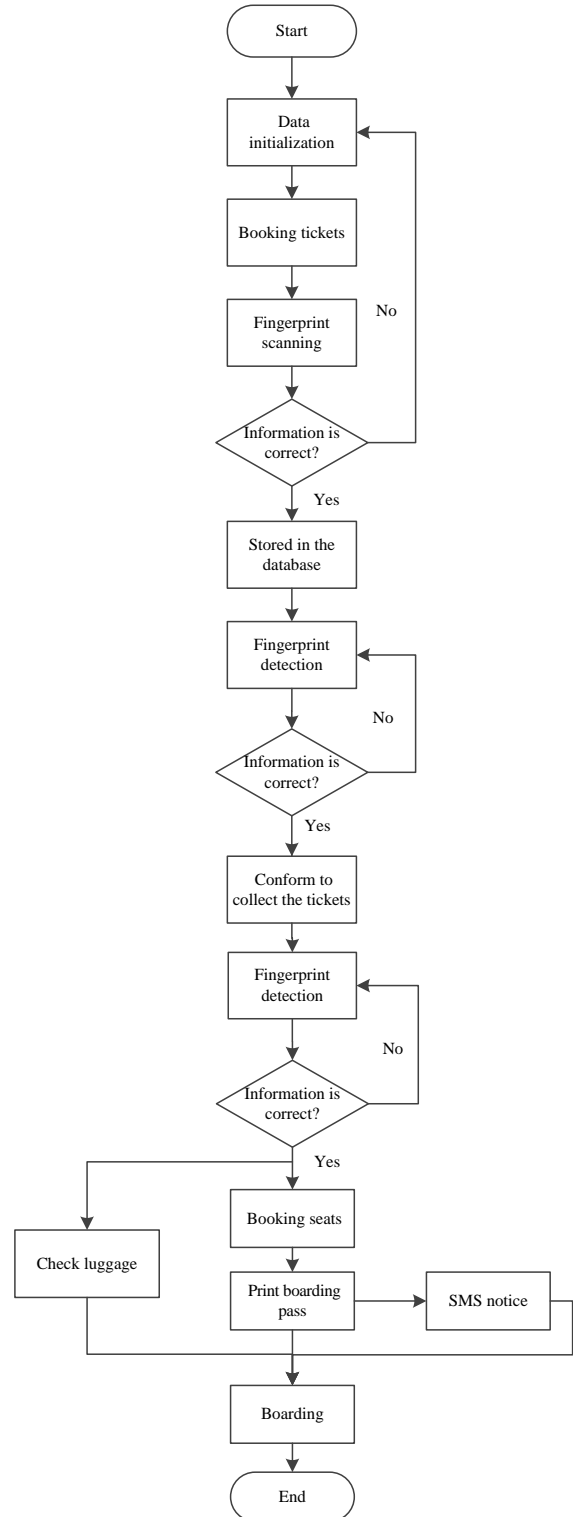 Start
Data
initialization
Booking tickets
No
Fingerprint
scanning
Information is
correct?
Yes
Stored in the
database
Fingerprint
detection
No
Information is
correct?
Yes
Conform to
collect the tickets
Fingerprint
detection
No
Information is
correct?
Yes
Booking seats
Check luggage
Print boarding
pass
SMS notice
Boarding
End